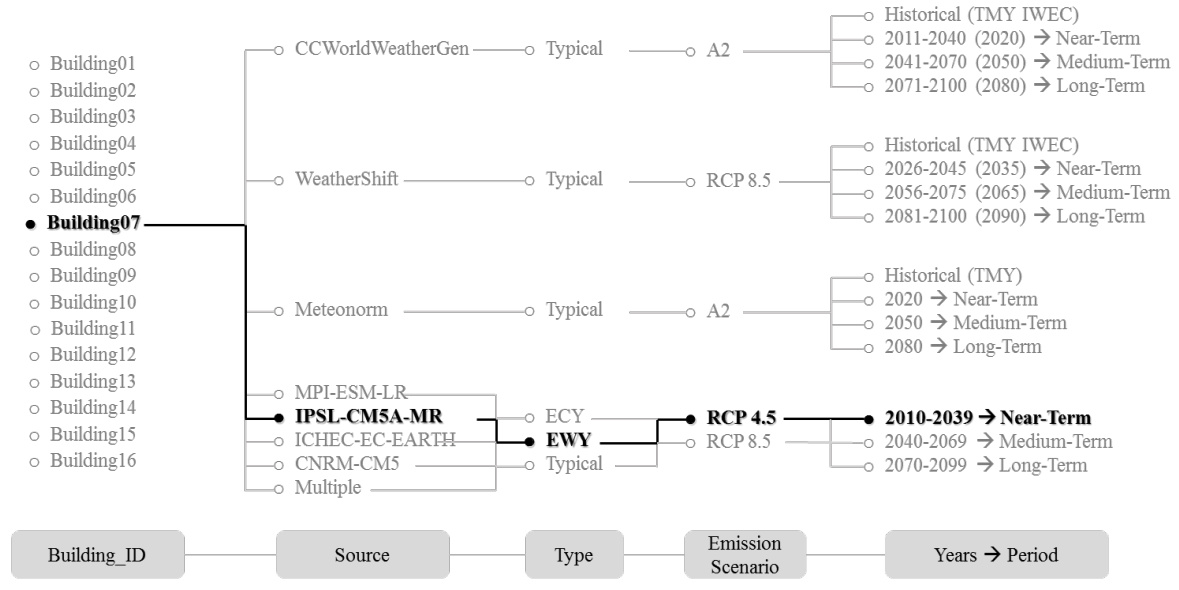 Building01
Building02
Building03
Building04
Building05
Building06
Building07
Building08
Building09
Building10
Building11
Building12
Building13
Building14
Building15
Building16
CCWorldWeatherGen
Typical
A2
Historical (TMY IWEC)
2011-2040 (2020) → Near-Term
2041-2070 (2050) → Medium-Term
2071-2100 (2080) → Long-Term
WeatherShift
Typical
RCP 8.5
Historical (TMY IWEC)
2026-2045 (2035) → Near-Term
2056-2075 (2065) → Medium-Term
2081-2100 (2090) → Long-Term
Meteonorm
Typical
A2
Historical (TMY)
2020 → Near-Term
2050 → Medium-Term
2080 → Long-Term
MPI-ESM-LR
IPSL-CM5A-MR
ICHEC-EC-EARTH
CNRM-CM5
Multiple
ECY
EWY
Typical
RCP 4.5
RCP 8.5
2010-2039 → Near-Term
2040-2069 → Medium-Term
2070-2099 → Long-Term
Building_ID
Source
Type
Emission
Scenario
Years → Period